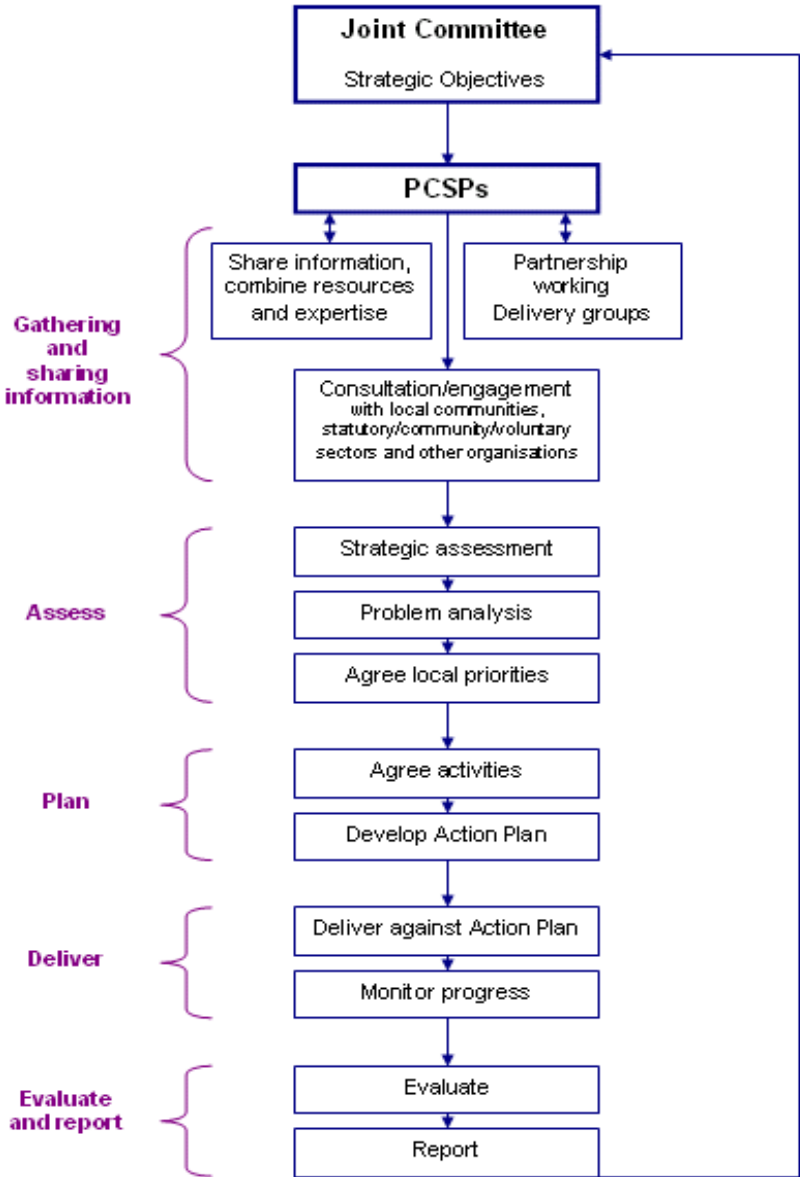 Joint Committee
Strategic Objectives
PCSPs
Gathering
and
sharing
information
Share information,
combine resources
and expertise
Partnership
working
Delivery groups
Consultation/engagement
with local communities,
statutory/community/voluntary
sectors and other organisations
Assess
Strategic assessment
Problem analysis
Agree local priorities
Plan
Agree activities
Develop Action Plan
Deliver
Deliver against Action Plan
Monitor progress
Evaluate
and report
Evaluate
Report